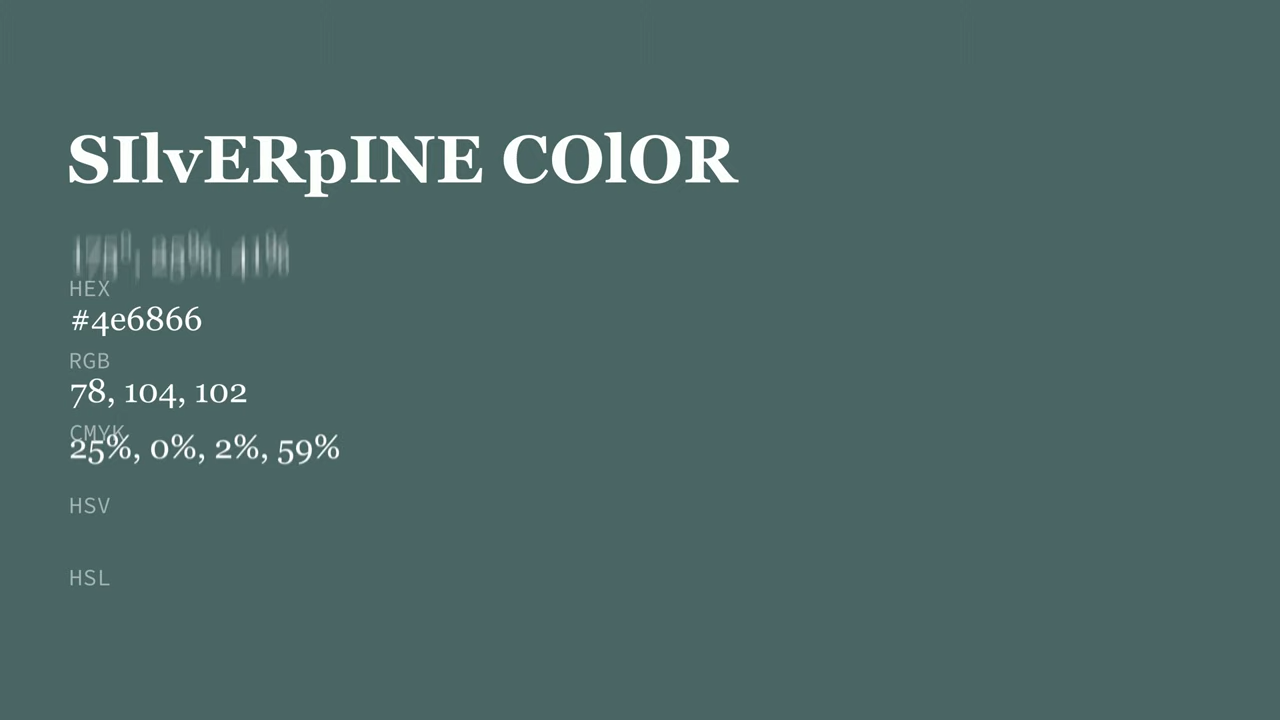 SIlvERpINE COlOR
HEX
#4e6866
RGB
78, 104, 102
CMYK
25%, 0%, 2%, 59%
HSV
HSL